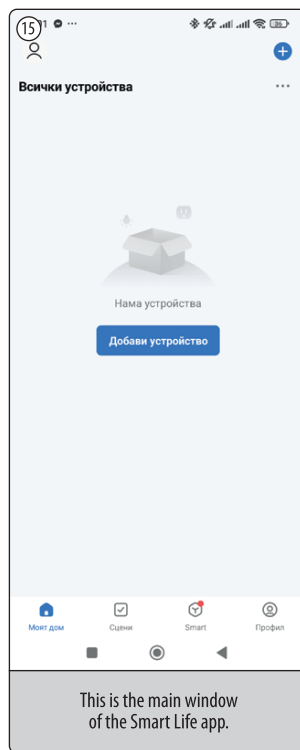 15
Всички устройства
Нама устройства
Добави устройство
Моят дом
Сцени
Smart
Профил
This is the main window
of the Smart Life app.